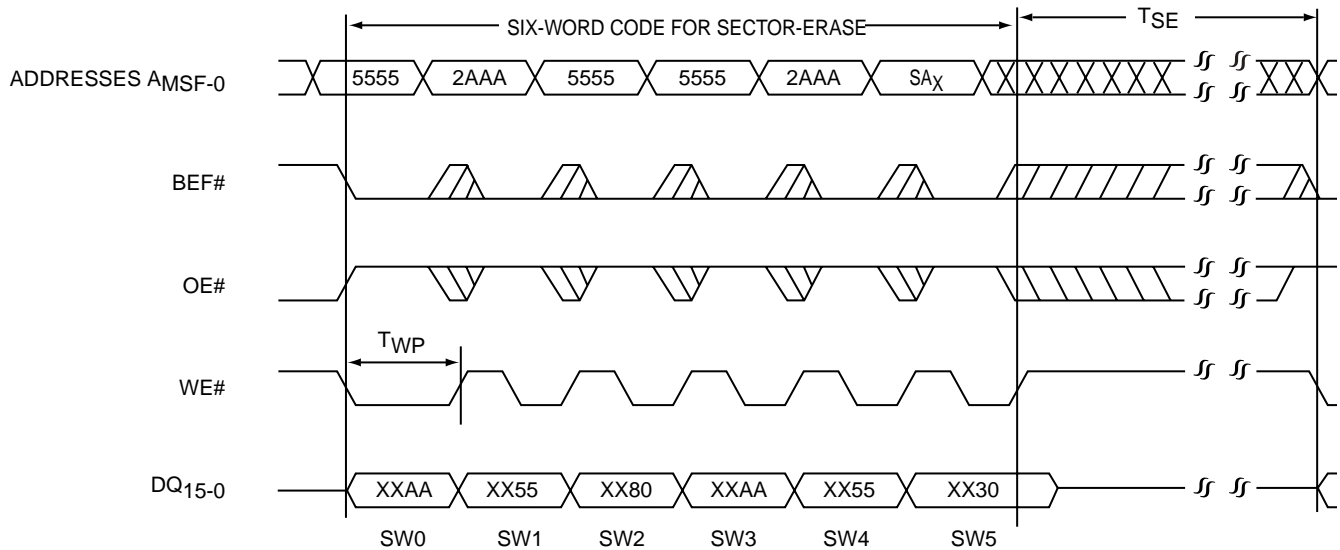 SIX-WORD CODE FOR SECTOR-ERASE
TSE
ADDRESSES AMSF-0
5555 2AAA 5555 5555 2AAA SAX
BEF#
OE#
TWP
WE#
DQ15-0
XXAA XX55 XX80 XXAA XX55 XX30
SW0 SW1 SW2 SW3 SW4 SW5